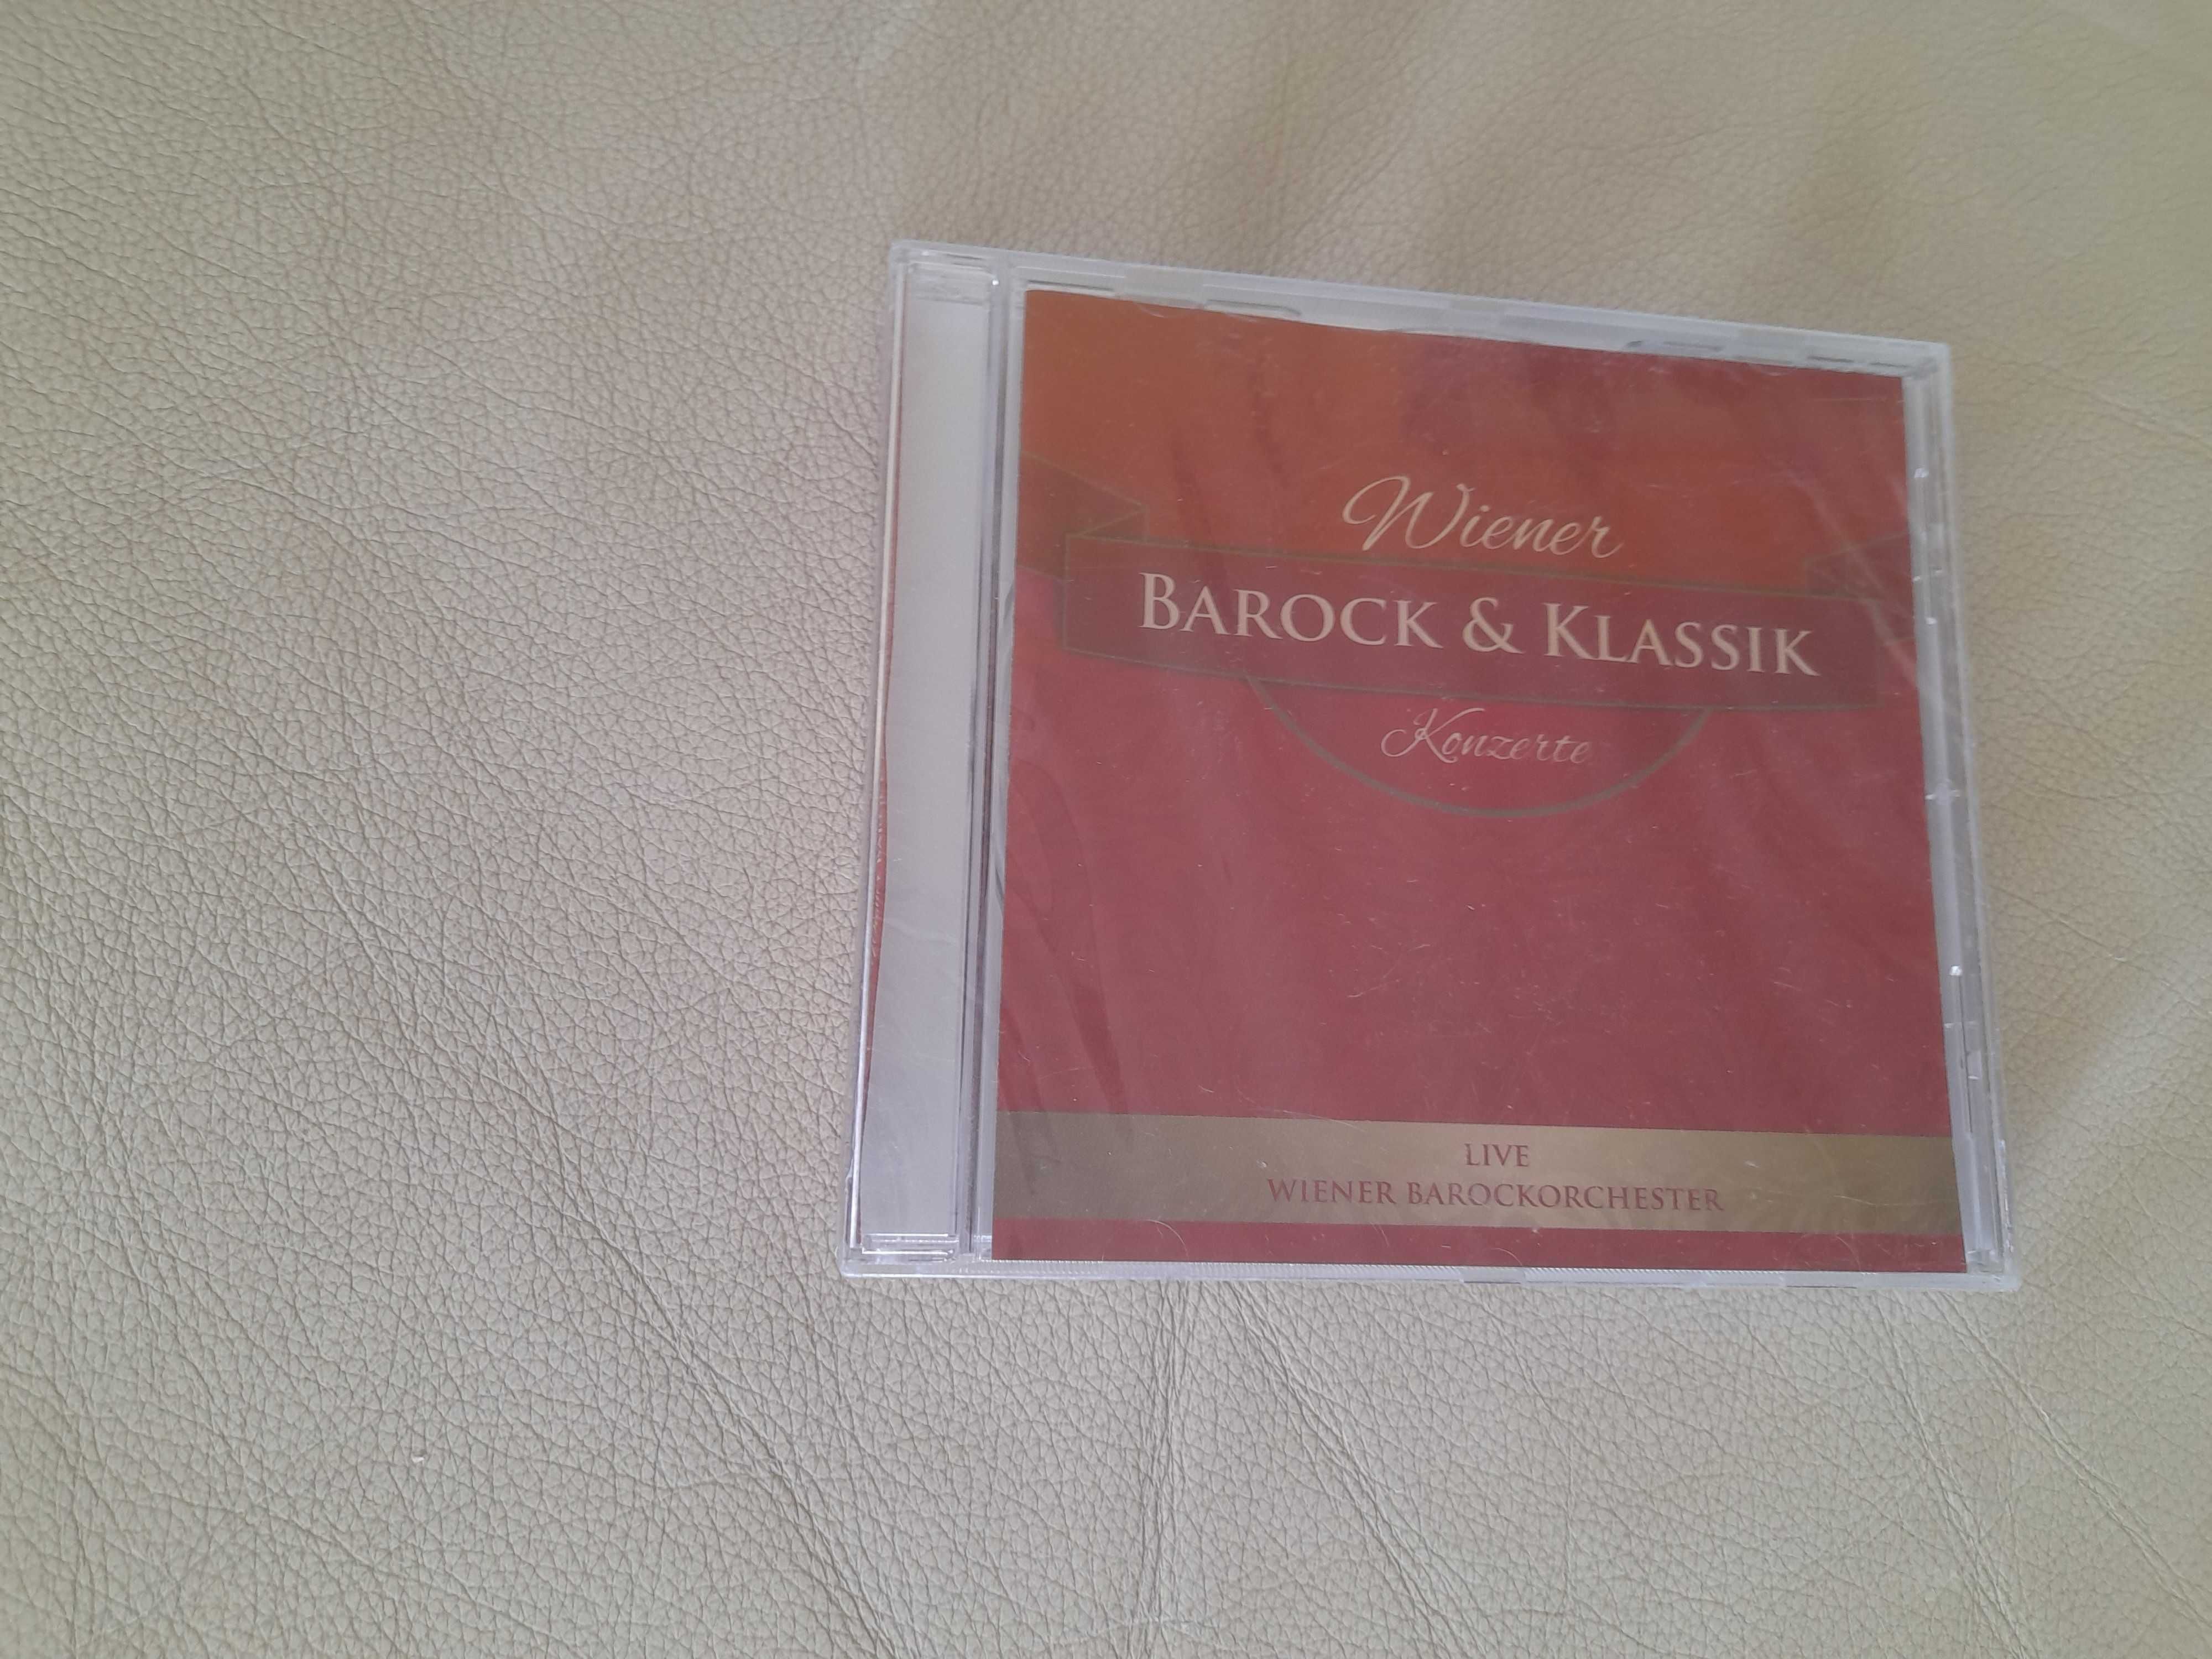 Wiener
BAROCK & KLASSIK
Konzerte
LIVE
WIENER BAROCKORCHESTER